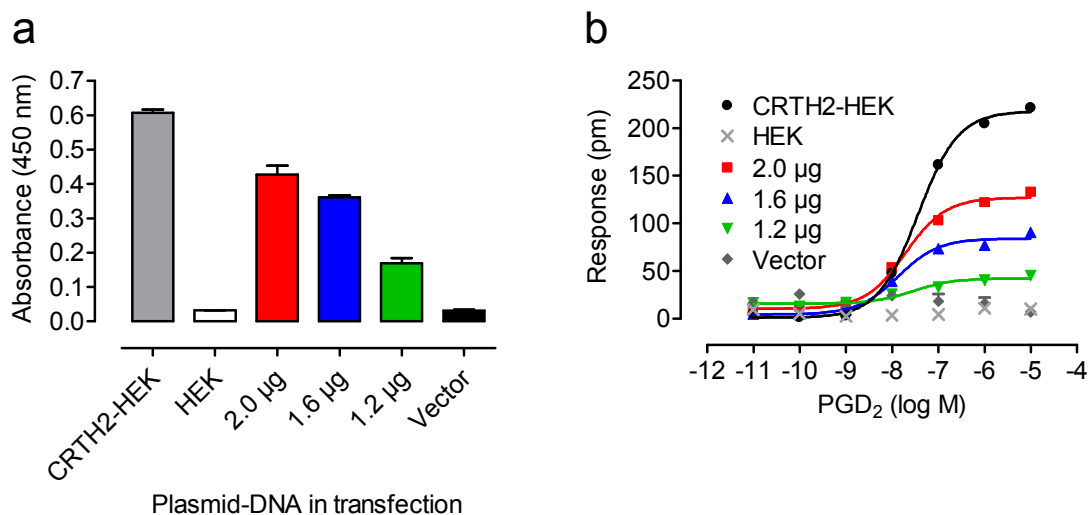 a
Absorbance (450 nm)
0.7
0.6
0.5
0.4
0.3
0.2
0.1
0.0
CRTH2-HEK
HEK
2.0 µg
1.6 µg
1.2 µg
Vector
Plasmid-DNA in transfection
b
Response (pm)
250
200
150
100
50
0
CRTH2-HEK
HEK
2.0 µg
1.6 µg
1.2 µg
Vector
-12 -11 -10 -9 -8 -7 -6 -5 -4
PGD₂ (log M)